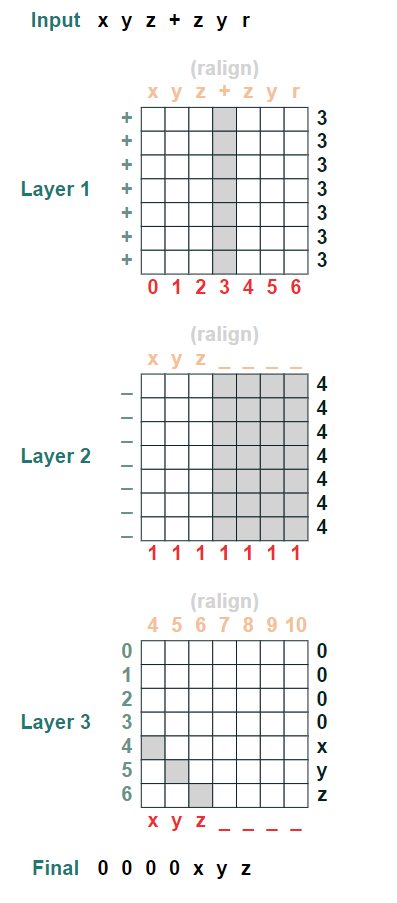 Input x y z + z y r
(ralign)
x y z + z y r
+ 3
+ 3
+ 3
Layer 1 + 3
+ 3
+ 3
+ 3
0 1 2 3 4 5 6
(ralign)
x y z _ _ _ _
_ 4
_ 4
_ 4
Layer 2 _ 4
_ 4
_ 4
_ 4
1 1 1 1 1 1 1
(ralign)
4 5 6 7 8 9 10
0 0
1 0
2 0
Layer 3 3 0
4 x
5 y
6 z
x y z _ _ _ _
Final 0 0 0 0 x y z